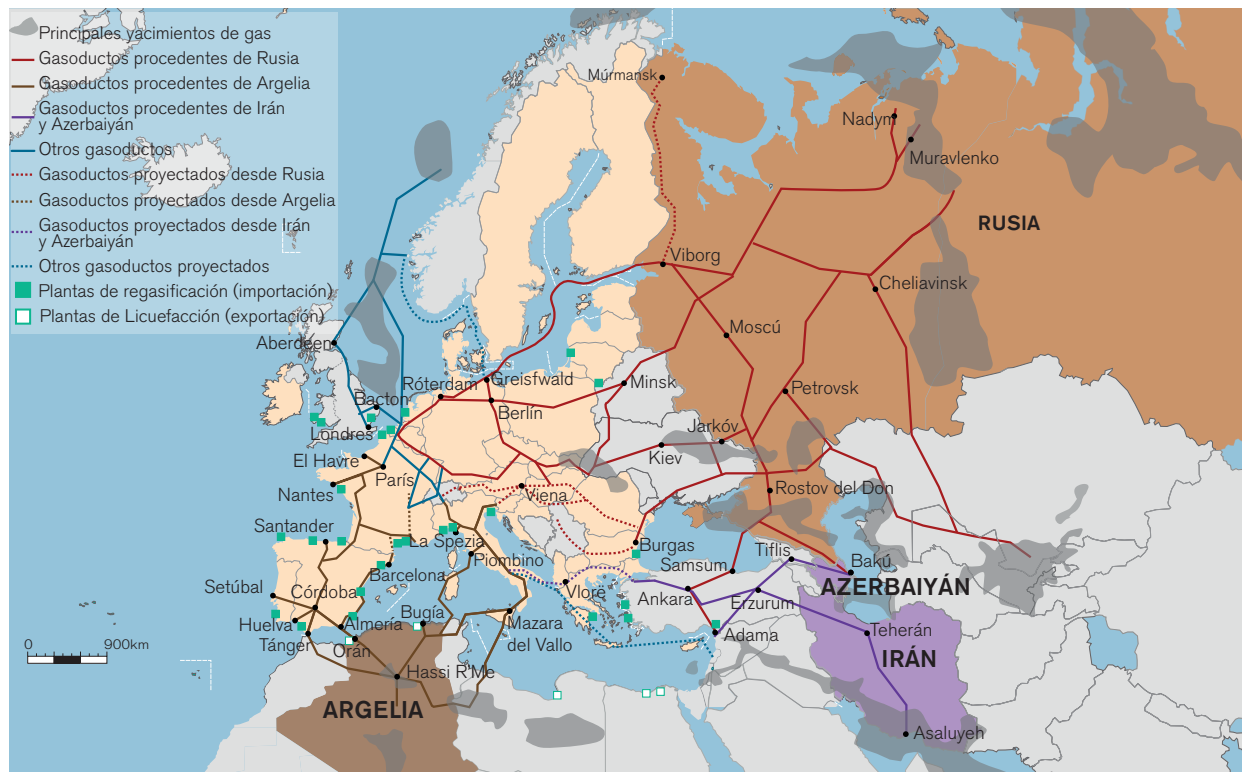 Principales yacimientos de gas
Gasoductos procedentes de Rusia
Gasoductos procedentes de Argelia
Gasoductos procedentes de Irán
y Azerbaiyán
Otros gasoductos
Gasoductos proyectados desde Rusia
Gasoductos proyectados desde Argelia
Gasoductos proyectados desde Irán
y Azerbaiyán
Otros gasoductos proyectados
Plantas de regasificación (importación)
Plantas de Licuefacción (exportación)
Múrmansk
Nadym
Muravlenko
RUSIA
Viborg
Cheliavinsk
Moscú
Aberdeen
Róterdam
Greisfwald
Minsk
Petrovsk
Bacton
Berlín
Londres
Jarkóv
El Havre
Kiev
París
Nantes
Viena
Rostov del Don
Santander
La Spezia
Burgas
Tiflis
Piombino
Samsum
Bakú
Barcelona
AZERBAIYÁN
Setúbal
Córdoba
Vlore
Ankara
Erzurum
Bugía
Huelva
Almería
Mazara
del Vallo
Adama
Teherán
Tánger
Orán
0
900km
IRÁN
Hassi R'Me
ARGELIA
Asaluyeh